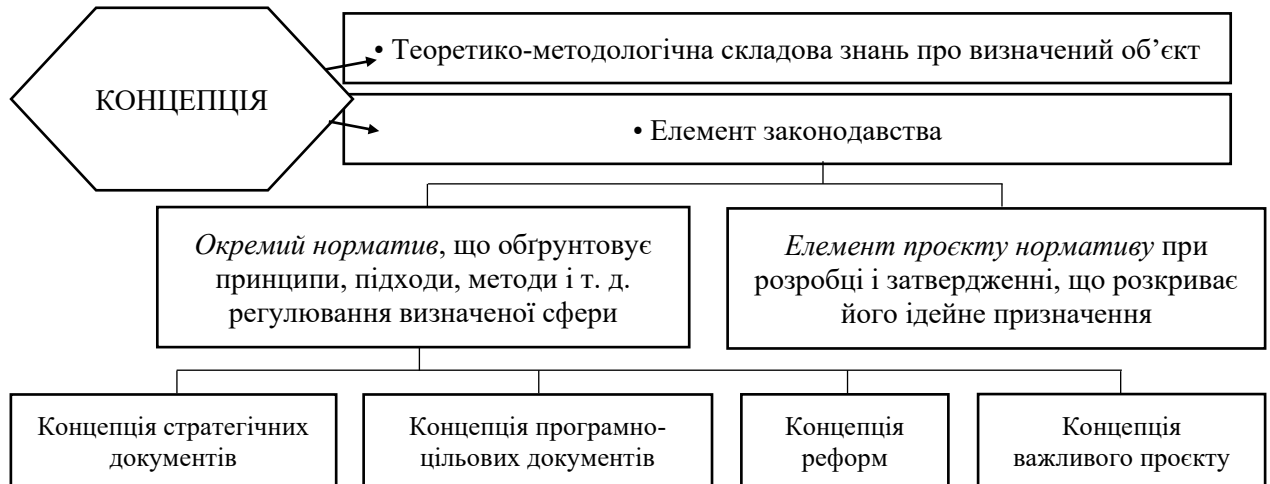 • Теоретико-методологічна складова знань про визначений об’єкт
КОНЦЕПЦІЯ
• Елемент законодавства
Окремий норматив, що обґрунтовує
принципи, підходи, методи і т. д.
регулювання визначеної сфери
Елемент проєкту нормативу при
розробці і затвердженні, що розкриває
його ідейне призначення
Концепція стратегічних
документів
Концепція програмно-
цільових документів
Концепція
реформ
Концепція
важливого проєкту